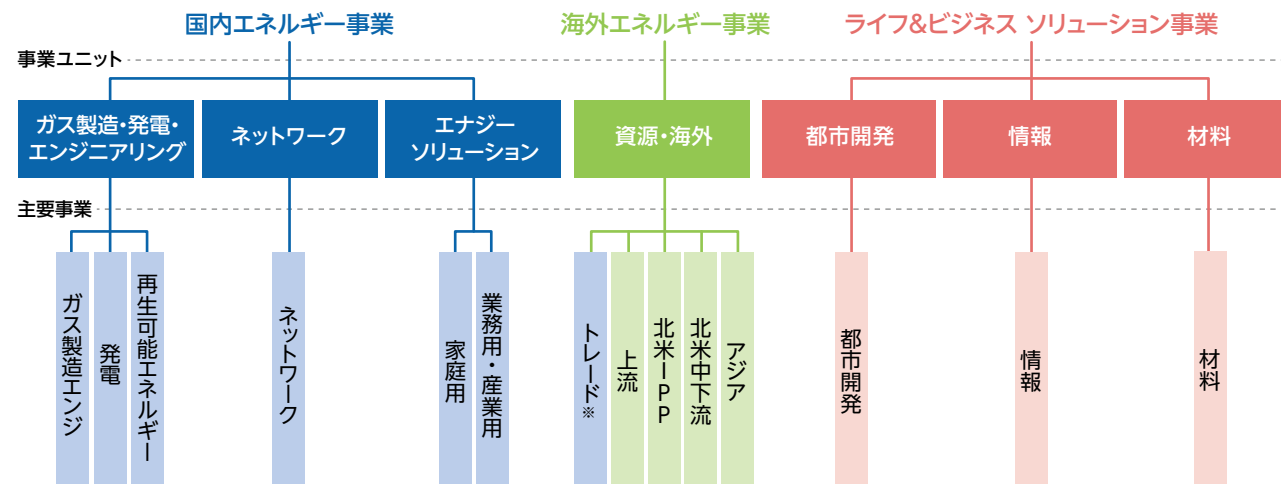 国内エネルギー事業
海外エネルギー事業
ライフ&ビジネス ソリューション事業
事業ユニット
ガス製造・発電・
エンジニアリング
ネットワーク
エナジー
ソリューション
資源・海外
都市開発
情報
材料
主要事業
ガス製造エンジ
発電
再生可能エネルギー
ネットワーク
家庭用
業務用・産業用
トレード※
上流
北米IPP
北米中下流
アジア
都市開発
情報
材料